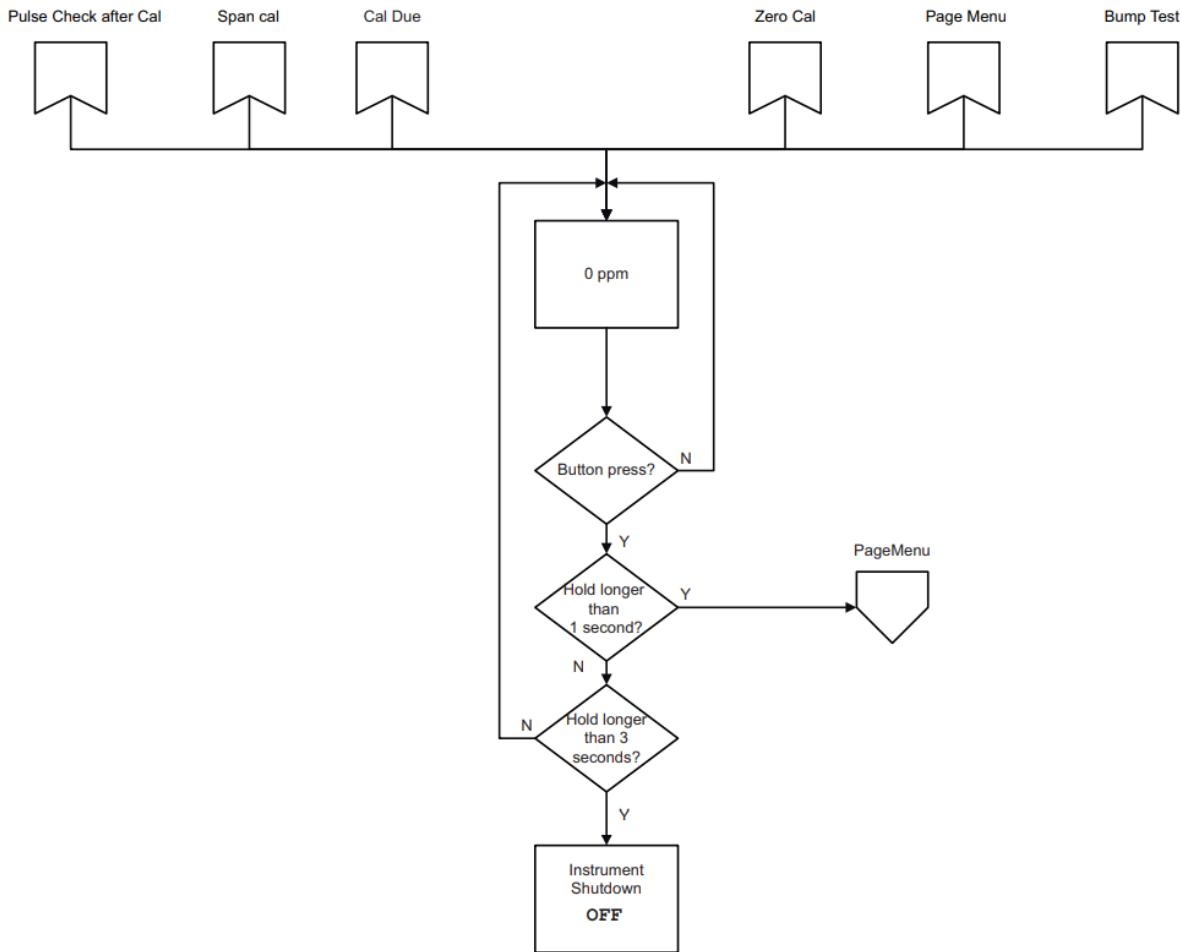 Pulse Check after Cal
Span cal
Cal Due
Zero Cal
Page Menu
Bump Test
0 ppm
Button press?
N
Y
Hold longer
than
1 second?
Y
PageMenu
N
Hold longer
than 3
seconds?
N
Y
Instrument
Shutdown
OFF